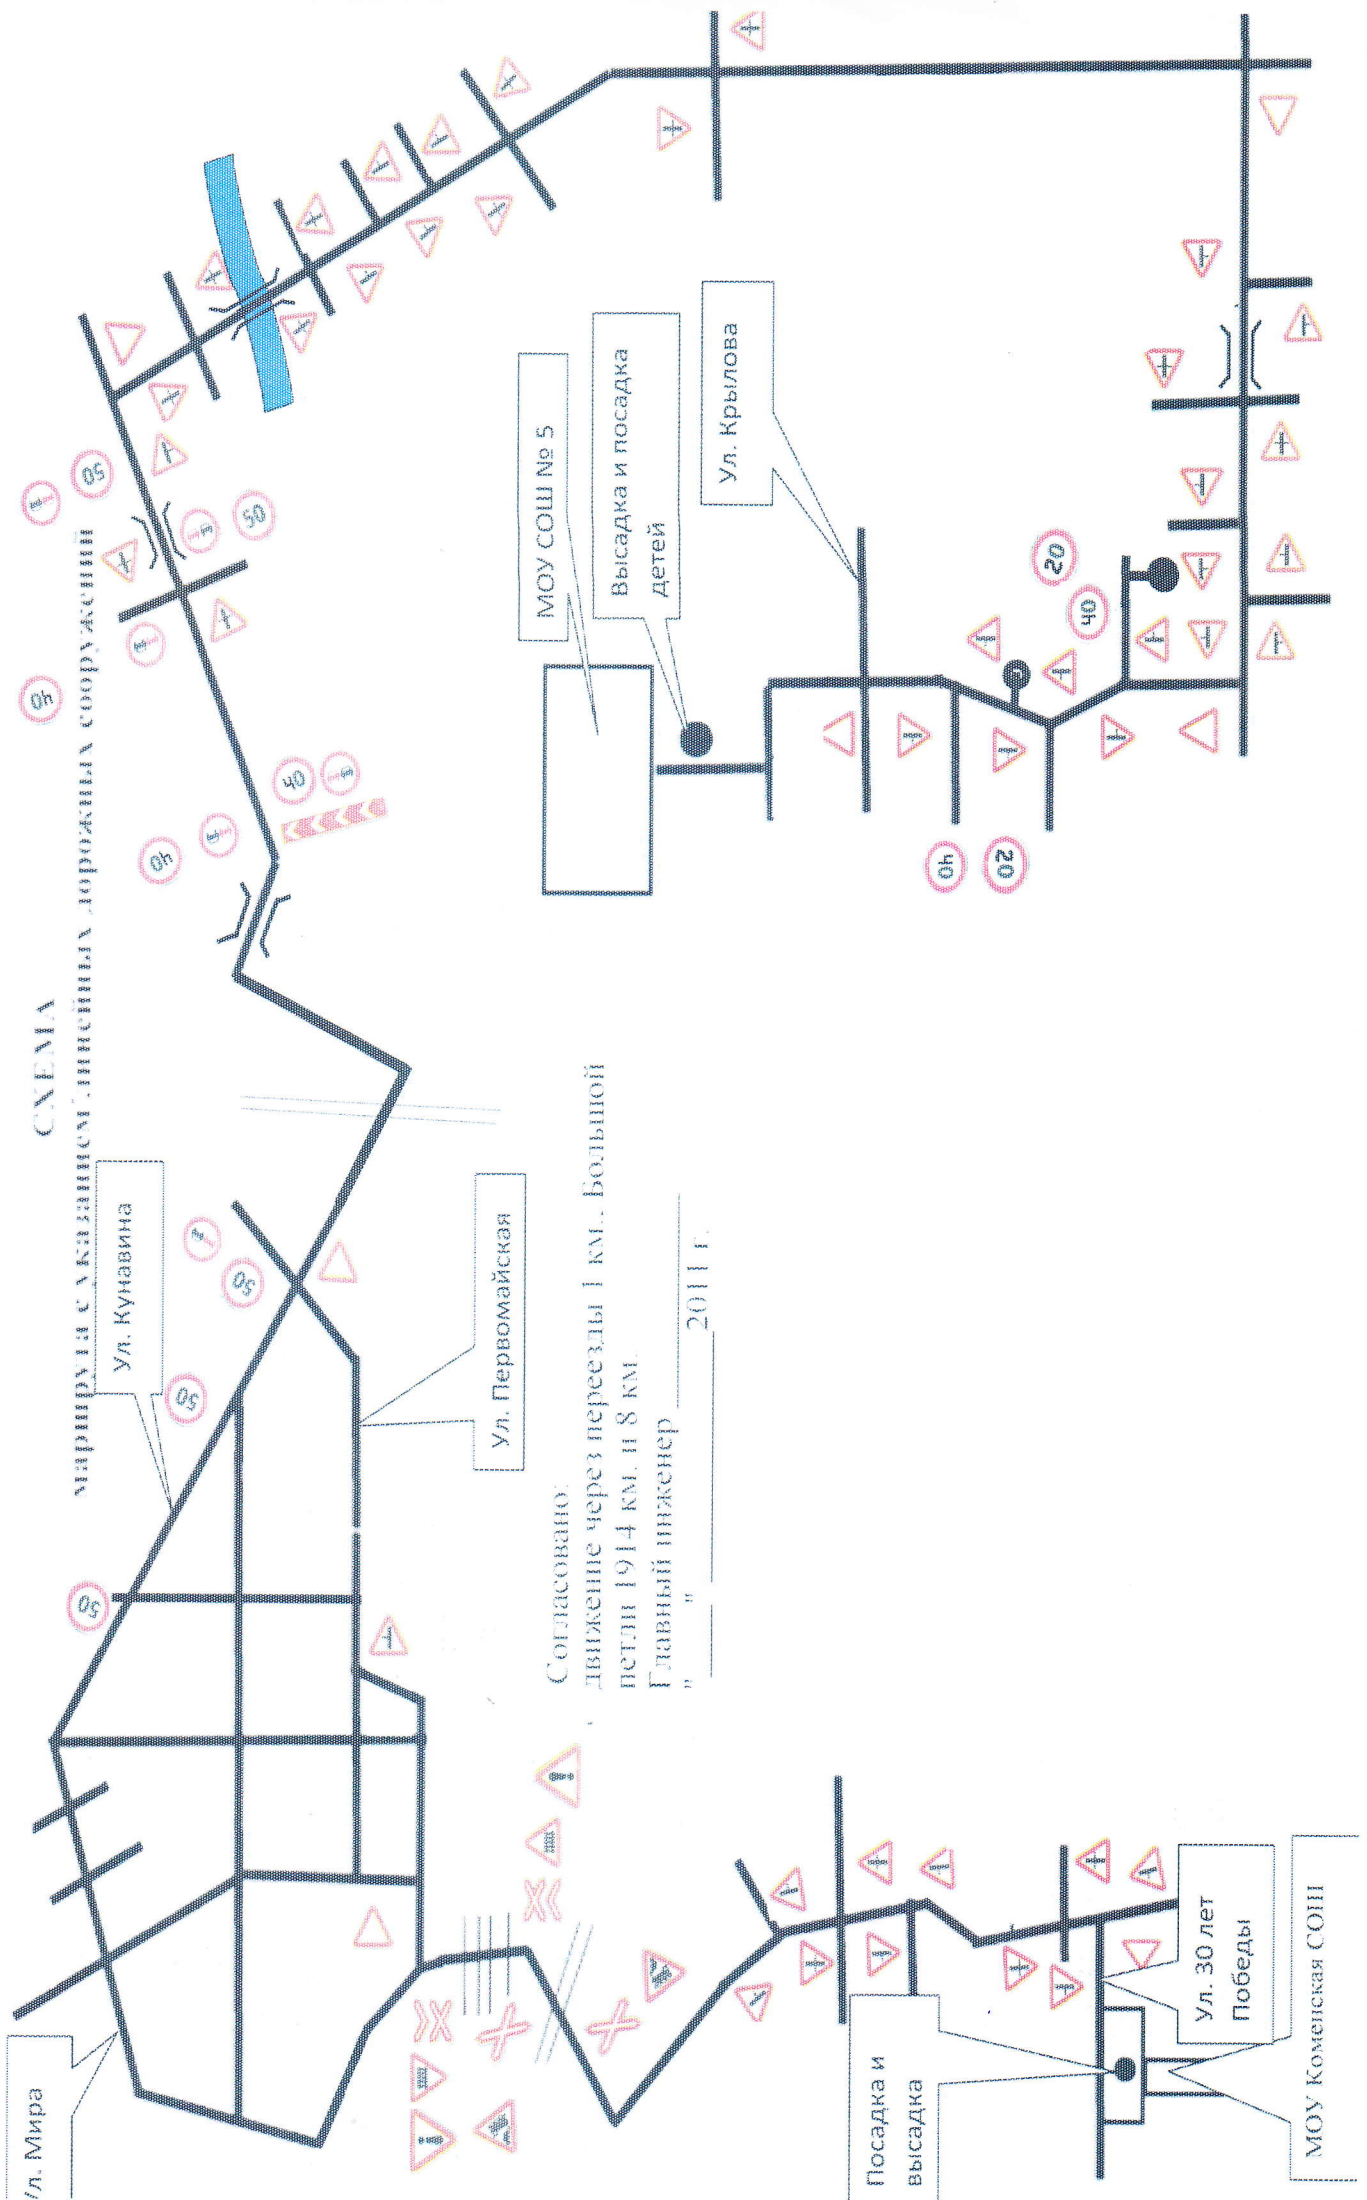 СХЕМА
маршрута с указанием линейных дорожных сооружений
Ул. Мира
Ул. Кунавина
50
50
50
40
40
40
50
50
Ул. Первомайская
Согласовано:
движение через переезды 1 км.. Большой
петли 1914 км. и 8 км.
Главный инженер
" " 2011 г.
МОУ СОШ № 5
Высадка и посадка
детей
Ул. Крылова
40
20
40
20
Посадка и
высадка
Ул. 30 лет
Победы
МОУ Коменская СОШ